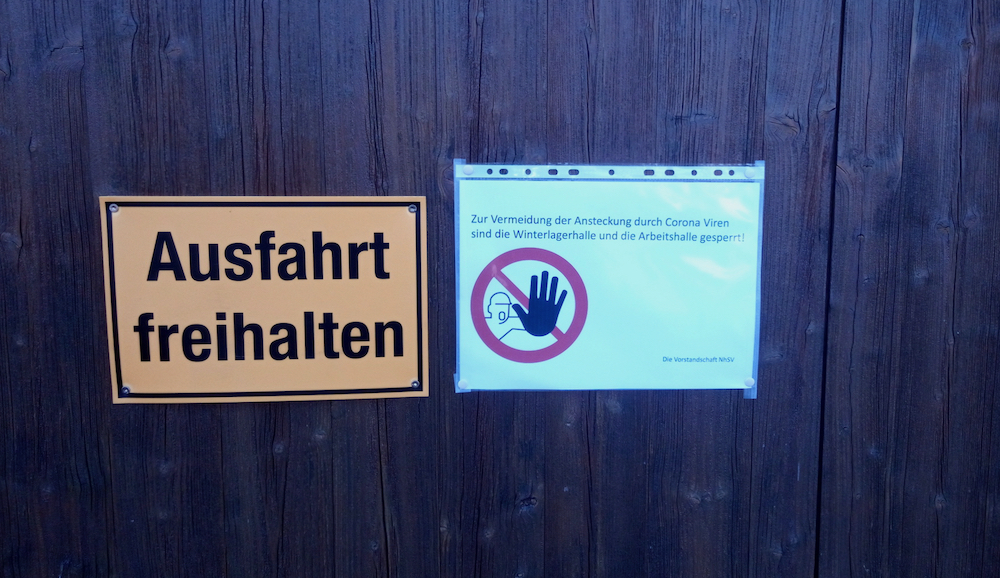 Ausfahrt
freihalten
Zur Vermeidung der Ansteckung durch Corona Viren
sind die Winterlagerhalle und die Arbeitshalle gesperrt!
Die Vorstandschaft NHSV